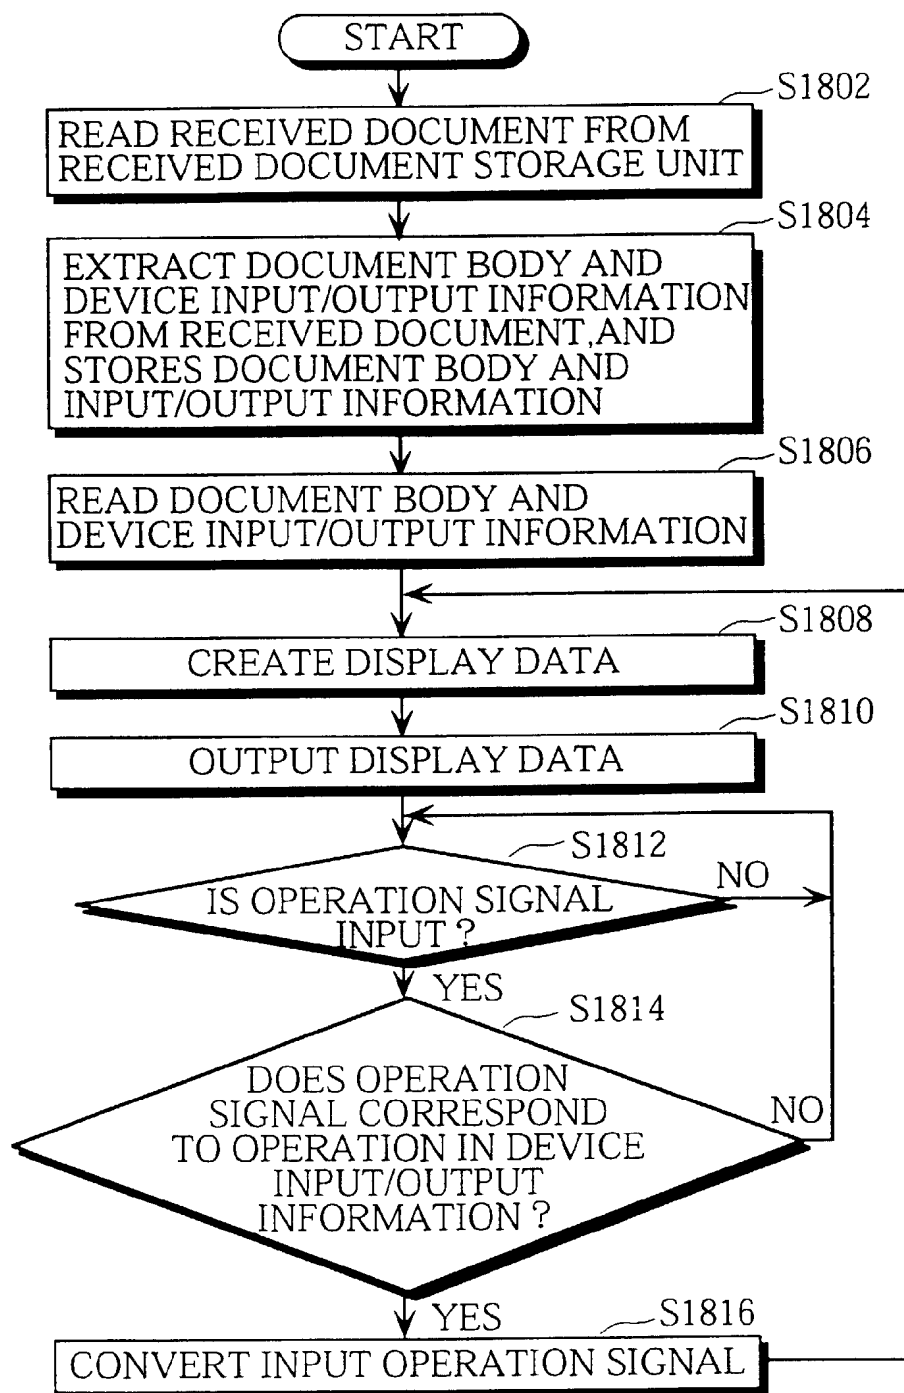 START
S1802
READ RECEIVED DOCUMENT FROM
RECEIVED DOCUMENT STORAGE UNIT
S1804
EXTRACT DOCUMENT BODY AND
DEVICE INPUT/OUTPUT INFORMATION
FROM RECEIVED DOCUMENT,AND
STORES DOCUMENT BODY AND
INPUT/OUTPUT INFORMATION
S1806
READ DOCUMENT BODY AND
DEVICE INPUT/OUTPUT INFORMATION
S1808
CREATE DISPLAY DATA
S1810
OUTPUT DISPLAY DATA
S1812
NO
IS OPERATION SIGNAL
INPUT ?
YES
S1814
DOES OPERATION
SIGNAL CORRESPOND
NO
TO OPERATION IN DEVICE
INPUT/OUTPUT
INFORMATION ?
YES
S1816
CONVERT INPUT OPERATION SIGNAL